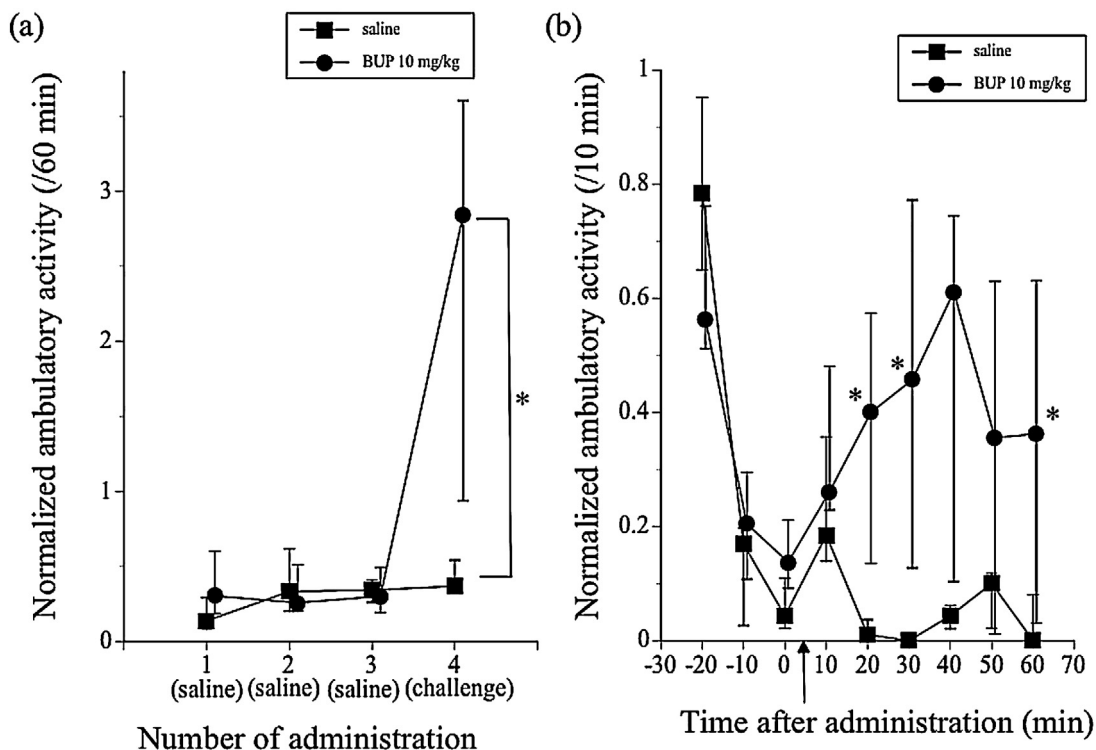 (a)
saline
BUP 10 mg/kg
Normalized ambulatory activity (/60 min)
3
2
1
0
1 2 3 4
(saline) (saline) (saline) (challenge)
Number of administration
*
(b)
saline
BUP 10 mg/kg
Normalized ambulatory activity (/10 min)
1
0.8
0.6
0.4
0.2
0
-30 -20 -10 0 10 20 30 40 50 60 70
Time after administration (min)
* * *